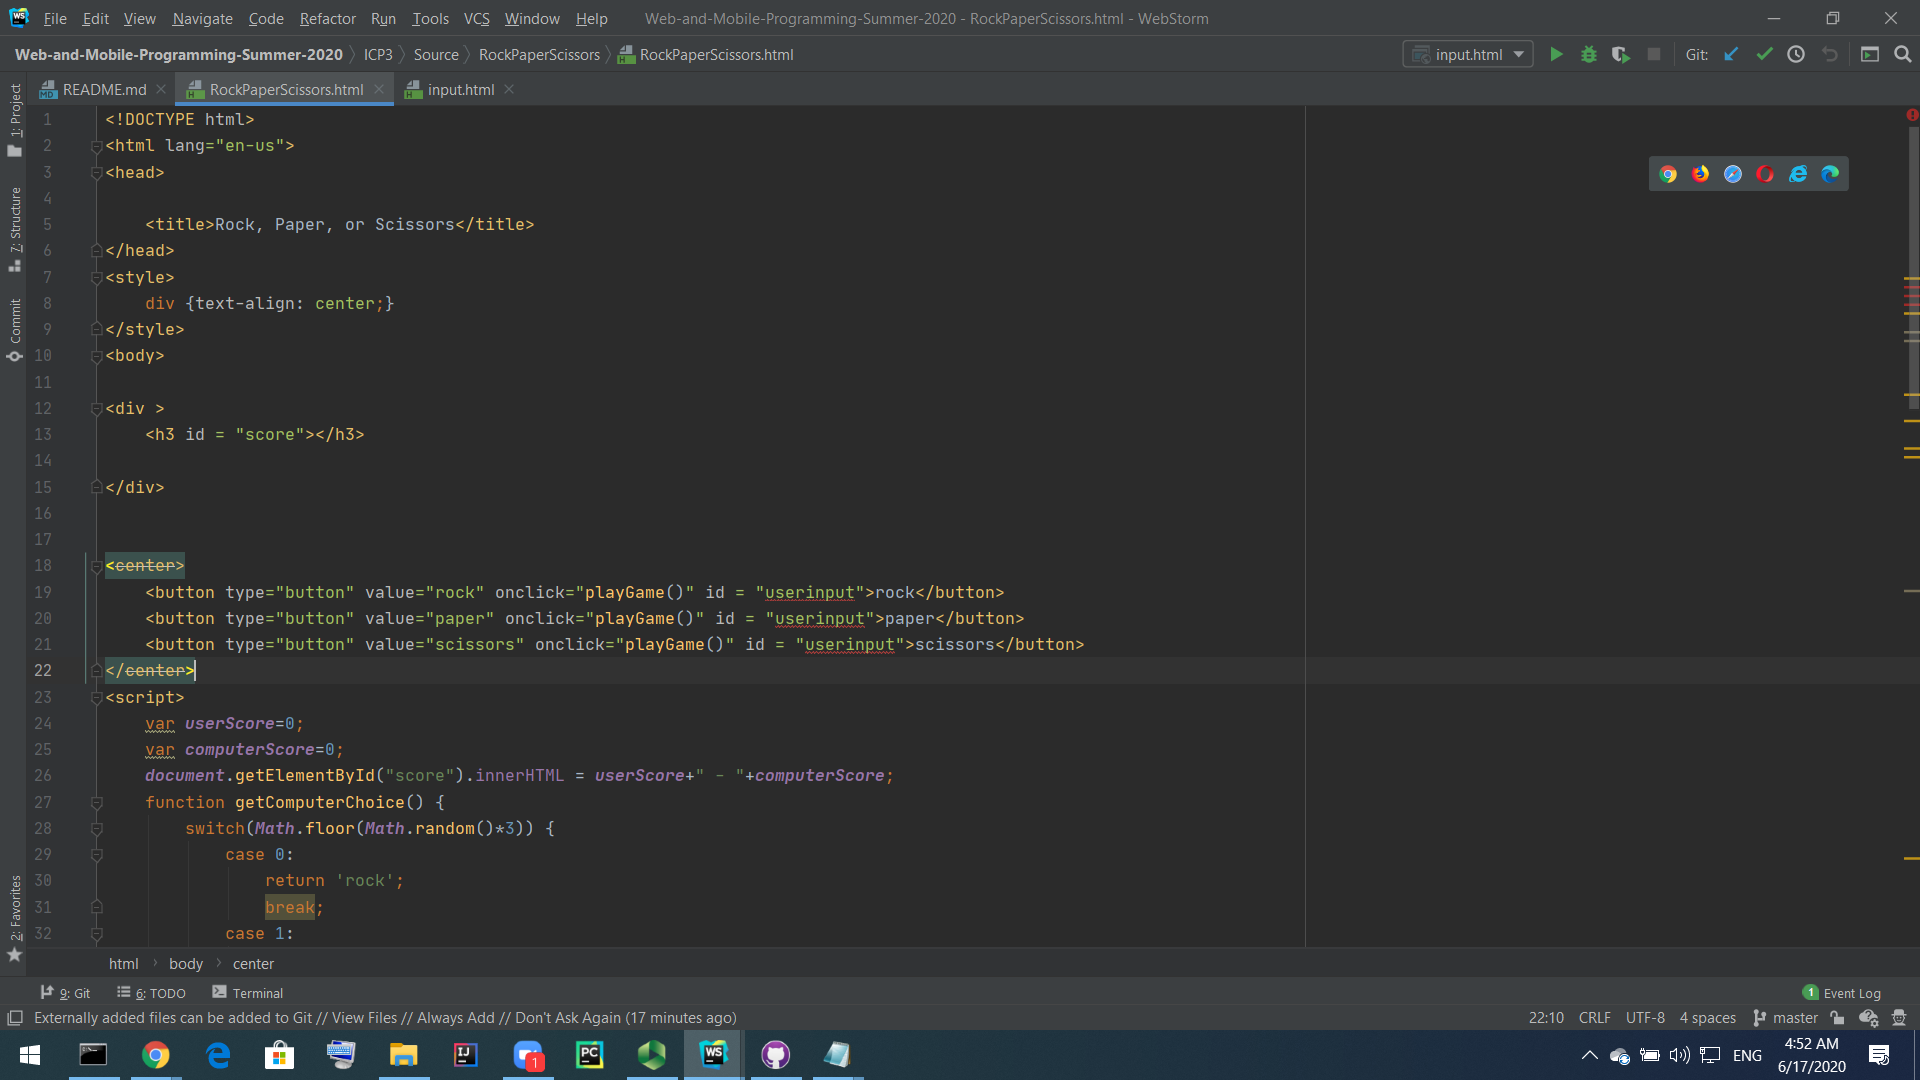 File Edit View Navigate Code Refactor Run Tools VCS Window Help Web-and-Mobile-Programming-Summer-2020 - RockPaperScissors.html - WebStorm
Web-and-Mobile-Programming-Summer-2020 ICP3 Source RockPaperScissors RockPaperScissors.html input.html Git:
README.md RockPaperScissors.html input.html
1: Project
7: Structure
Commit
2: Favorites
1 <!DOCTYPE html>
2 <html lang="en-us">
3 <head>
4
5 <title>Rock, Paper, or Scissors</title>
6 </head>
7 <style>
8 div {text-align: center;}
9 </style>
10 <body>
11
12 <div >
13 <h3 id = "score"></h3>
14
15 </div>
16
17
18 <center>
19 <button type="button" value="rock" onclick="playGame()" id = "userinput">rock</button>
20 <button type="button" value="paper" onclick="playGame()" id = "userinput">paper</button>
21 <button type="button" value="scissors" onclick="playGame()" id = "userinput">scissors</button>
22 </center>
23 <script>
24 var userScore=0;
25 var computerScore=0;
26 document.getElementById("score").innerHTML = userScore+" - "+computerScore;
27 function getComputerChoice() {
28 switch(Math.floor(Math.random()*3)) {
29 case 0:
30 return 'rock';
31 break;
32 case 1:
html body center
9: Git 6: TODO Terminal 1 Event Log
Externally added files can be added to Git // View Files // Always Add // Don't Ask Again (17 minutes ago) 22:10 CRLF UTF-8 4 spaces master
IJ 1 PC WS ENG 4:52 AM
6/17/2020